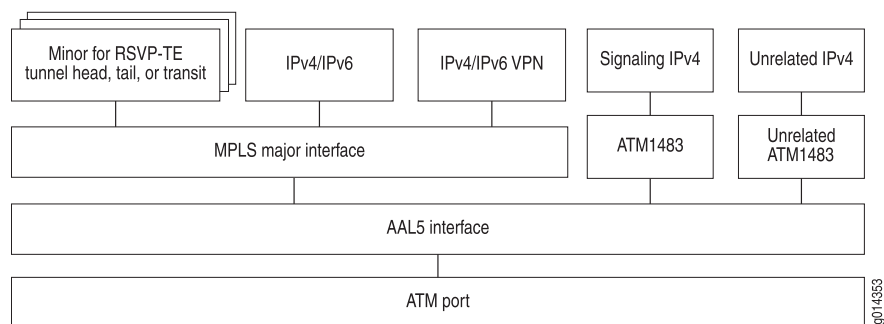 Minor for RSVP-TE
tunnel head, tail, or transit
IPv4/IPv6
IPv4/IPv6 VPN
Signaling IPv4
Unrelated IPv4
MPLS major interface
ATM1483
Unrelated
ATM1483
AAL5 interface
ATM port
g014353